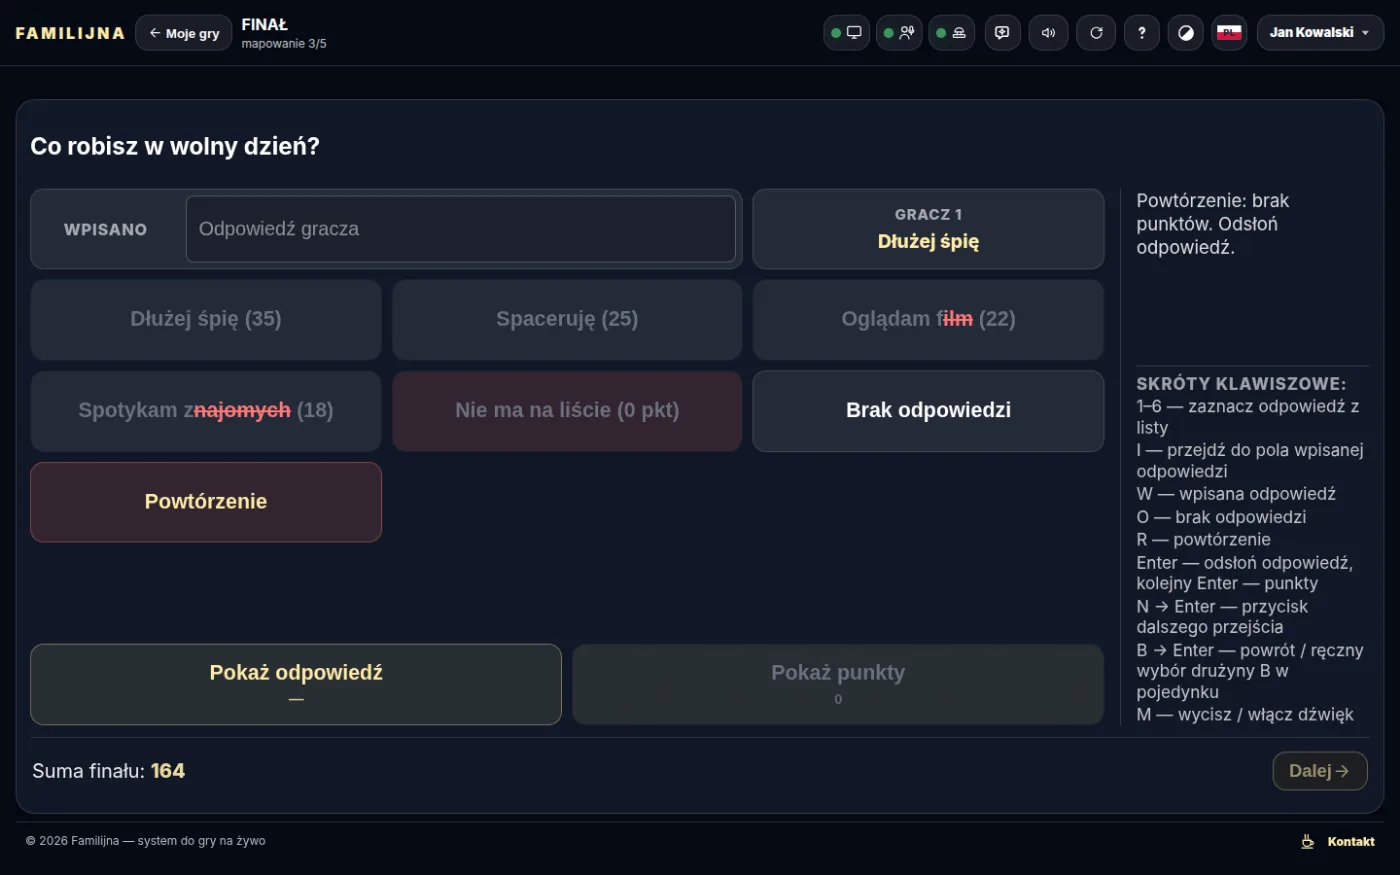 FAMILIJNA
← Moje gry
FINAŁ
mapowanie 3/5
?
PL
Jan Kowalski
Co robisz w wolny dzień?
WPISANO
Odpowiedź gracza
GRACZ 1
Dłużej śpię
Dłużej śpię (35)
Spaceruję (25)
Oglądam film (22)
Spotykam znajomych (18)
Nie ma na liście (0 pkt)
Brak odpowiedzi
Powtórzenie
Pokaż odpowiedź
—
Pokaż punkty
0
Powtórzenie: brak
punktów. Odsłoń
odpowiedź.
SKRÓTY KLAWISZOWE:
1–6 — zaznacz odpowiedź z
listy
I — przejdź do pola wpisanej
odpowiedzi
W — wpisana odpowiedź
O — brak odpowiedzi
R — powtórzenie
Enter — odsłoń odpowiedź,
kolejny Enter — punkty
N → Enter — przycisk
dalszego przejścia
B → Enter — powrót / ręczny
wybór drużyny B w
pojedynku
M — wycisz / włącz dźwięk
Suma finału: 164
Dalej →
© 2026 Familijna — system do gry na żywo
Kontakt